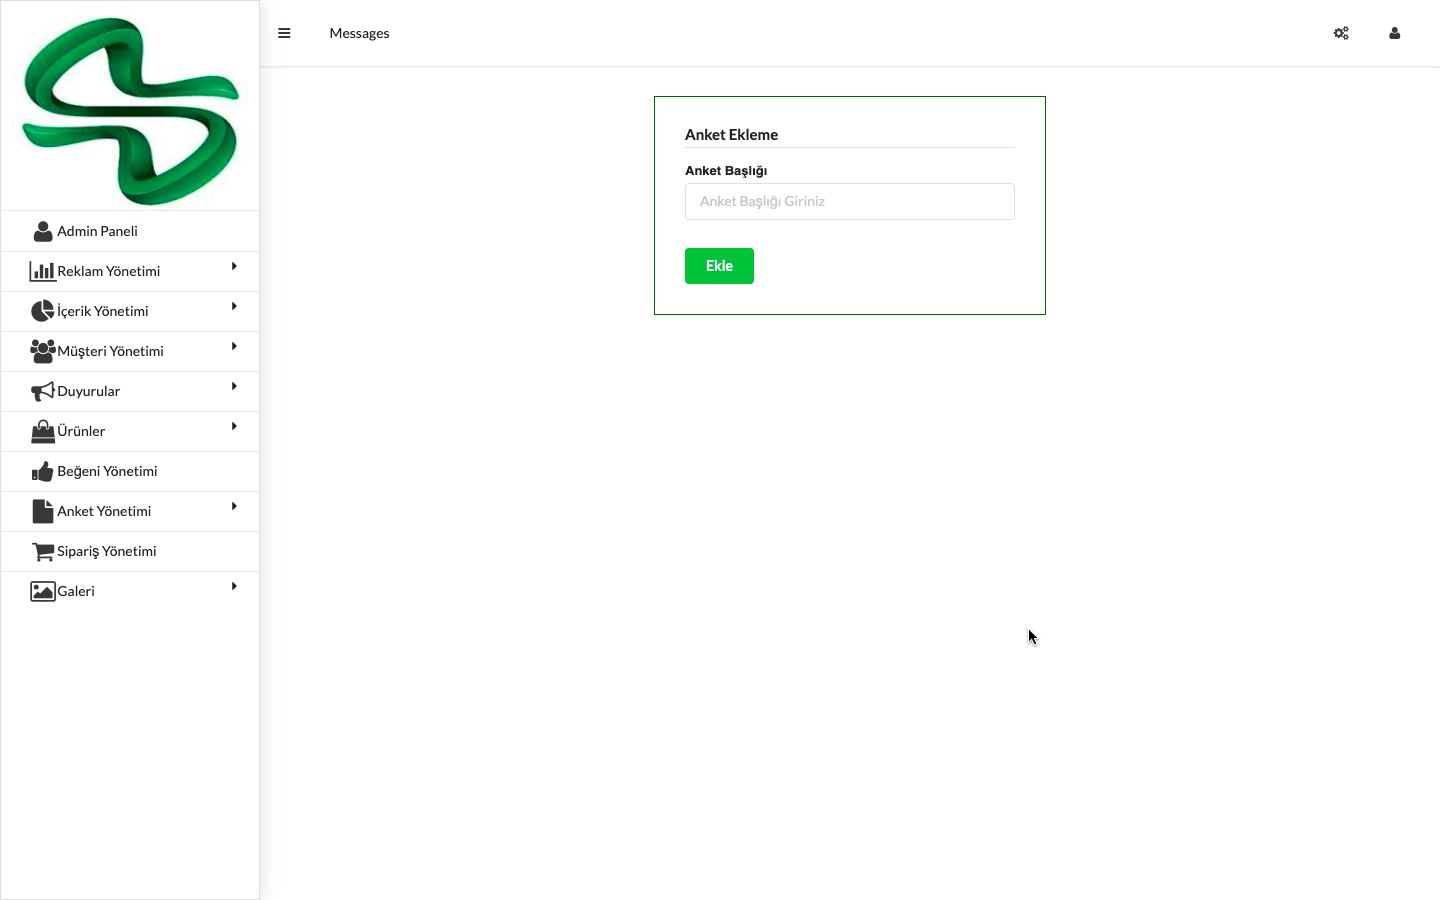 Messages
Admin Paneli
Reklam Yönetimi
İçerik Yönetimi
Müşteri Yönetimi
Duyurular
Ürünler
Beğeni Yönetimi
Anket Yönetimi
Sipariş Yönetimi
Galeri
Anket Ekleme
Anket Başlığı
Anket Başlığı Giriniz
Ekle